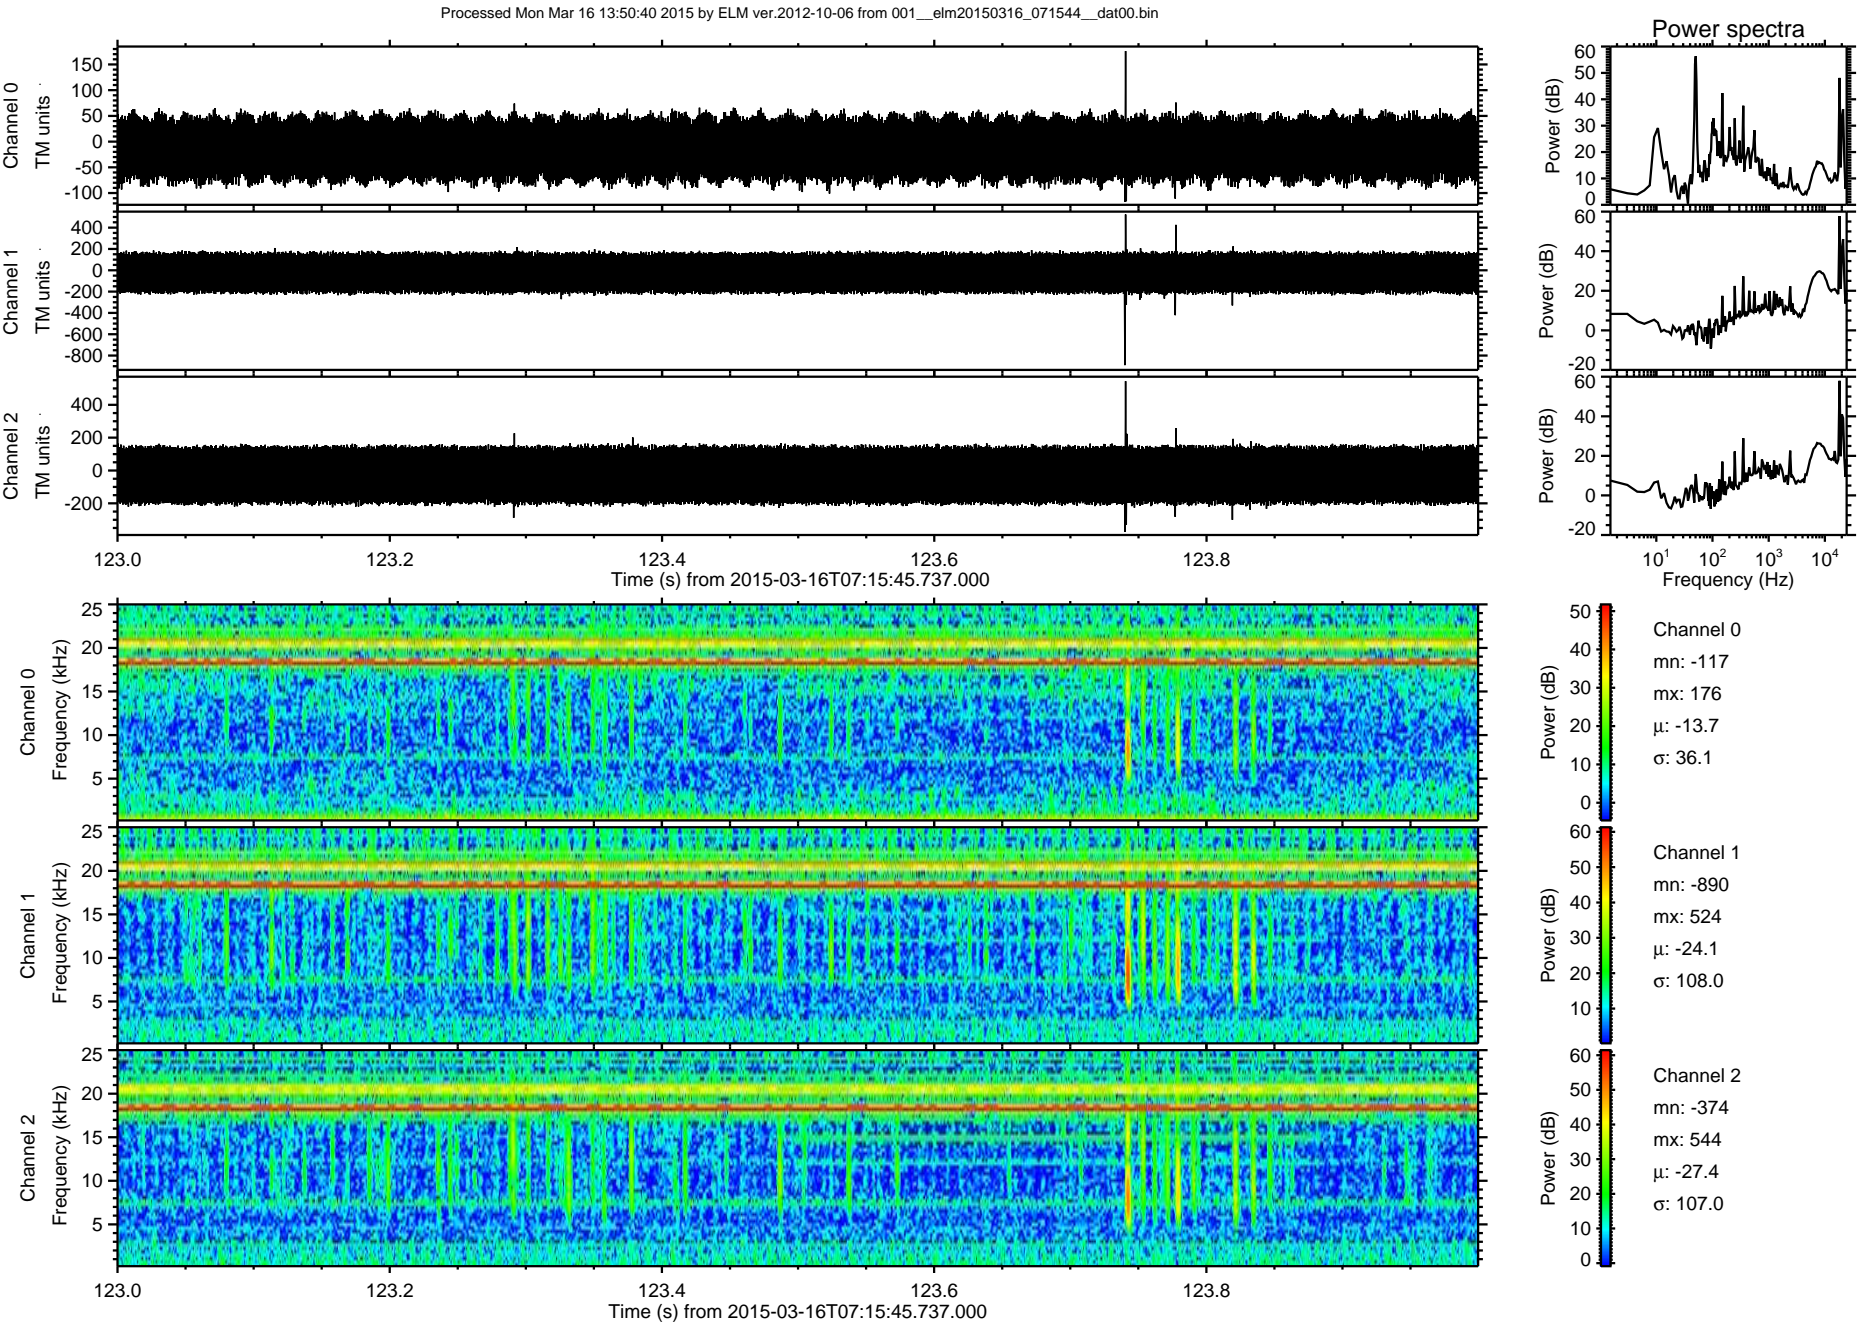 Processed Mon Mar 16 13:50:40 2015 by ELM ver.2012-10-06 from 001__elm20150316_071544__dat00.bin
Power spectra
Channel 0
TM units
150
100
50
0
-50
-100
Power (dB)
60
50
40
30
20
10
0
Channel 1
TM units
400
200
0
-200
-400
-600
-800
Power (dB)
60
40
20
0
-20
Channel 2
TM units
400
200
0
-200
Power (dB)
60
40
20
0
-20
123.0 123.2 123.4 123.6 123.8
Time (s) from 2015-03-16T07:15:45.737.000
10^1 10^2 10^3 10^4
Frequency (Hz)
Channel 0
Frequency (kHz)
25
20
15
10
5
Power (dB)
50
40
30
20
10
0
Channel 0
mn: -117
mx: 176
μ: -13.7
σ: 36.1
Channel 1
Frequency (kHz)
25
20
15
10
5
Power (dB)
60
50
40
30
20
10
Channel 1
mn: -890
mx: 524
μ: -24.1
σ: 108.0
Channel 2
Frequency (kHz)
25
20
15
10
5
Power (dB)
60
50
40
30
20
10
0
Channel 2
mn: -374
mx: 544
μ: -27.4
σ: 107.0
123.0 123.2 123.4 123.6 123.8
Time (s) from 2015-03-16T07:15:45.737.000